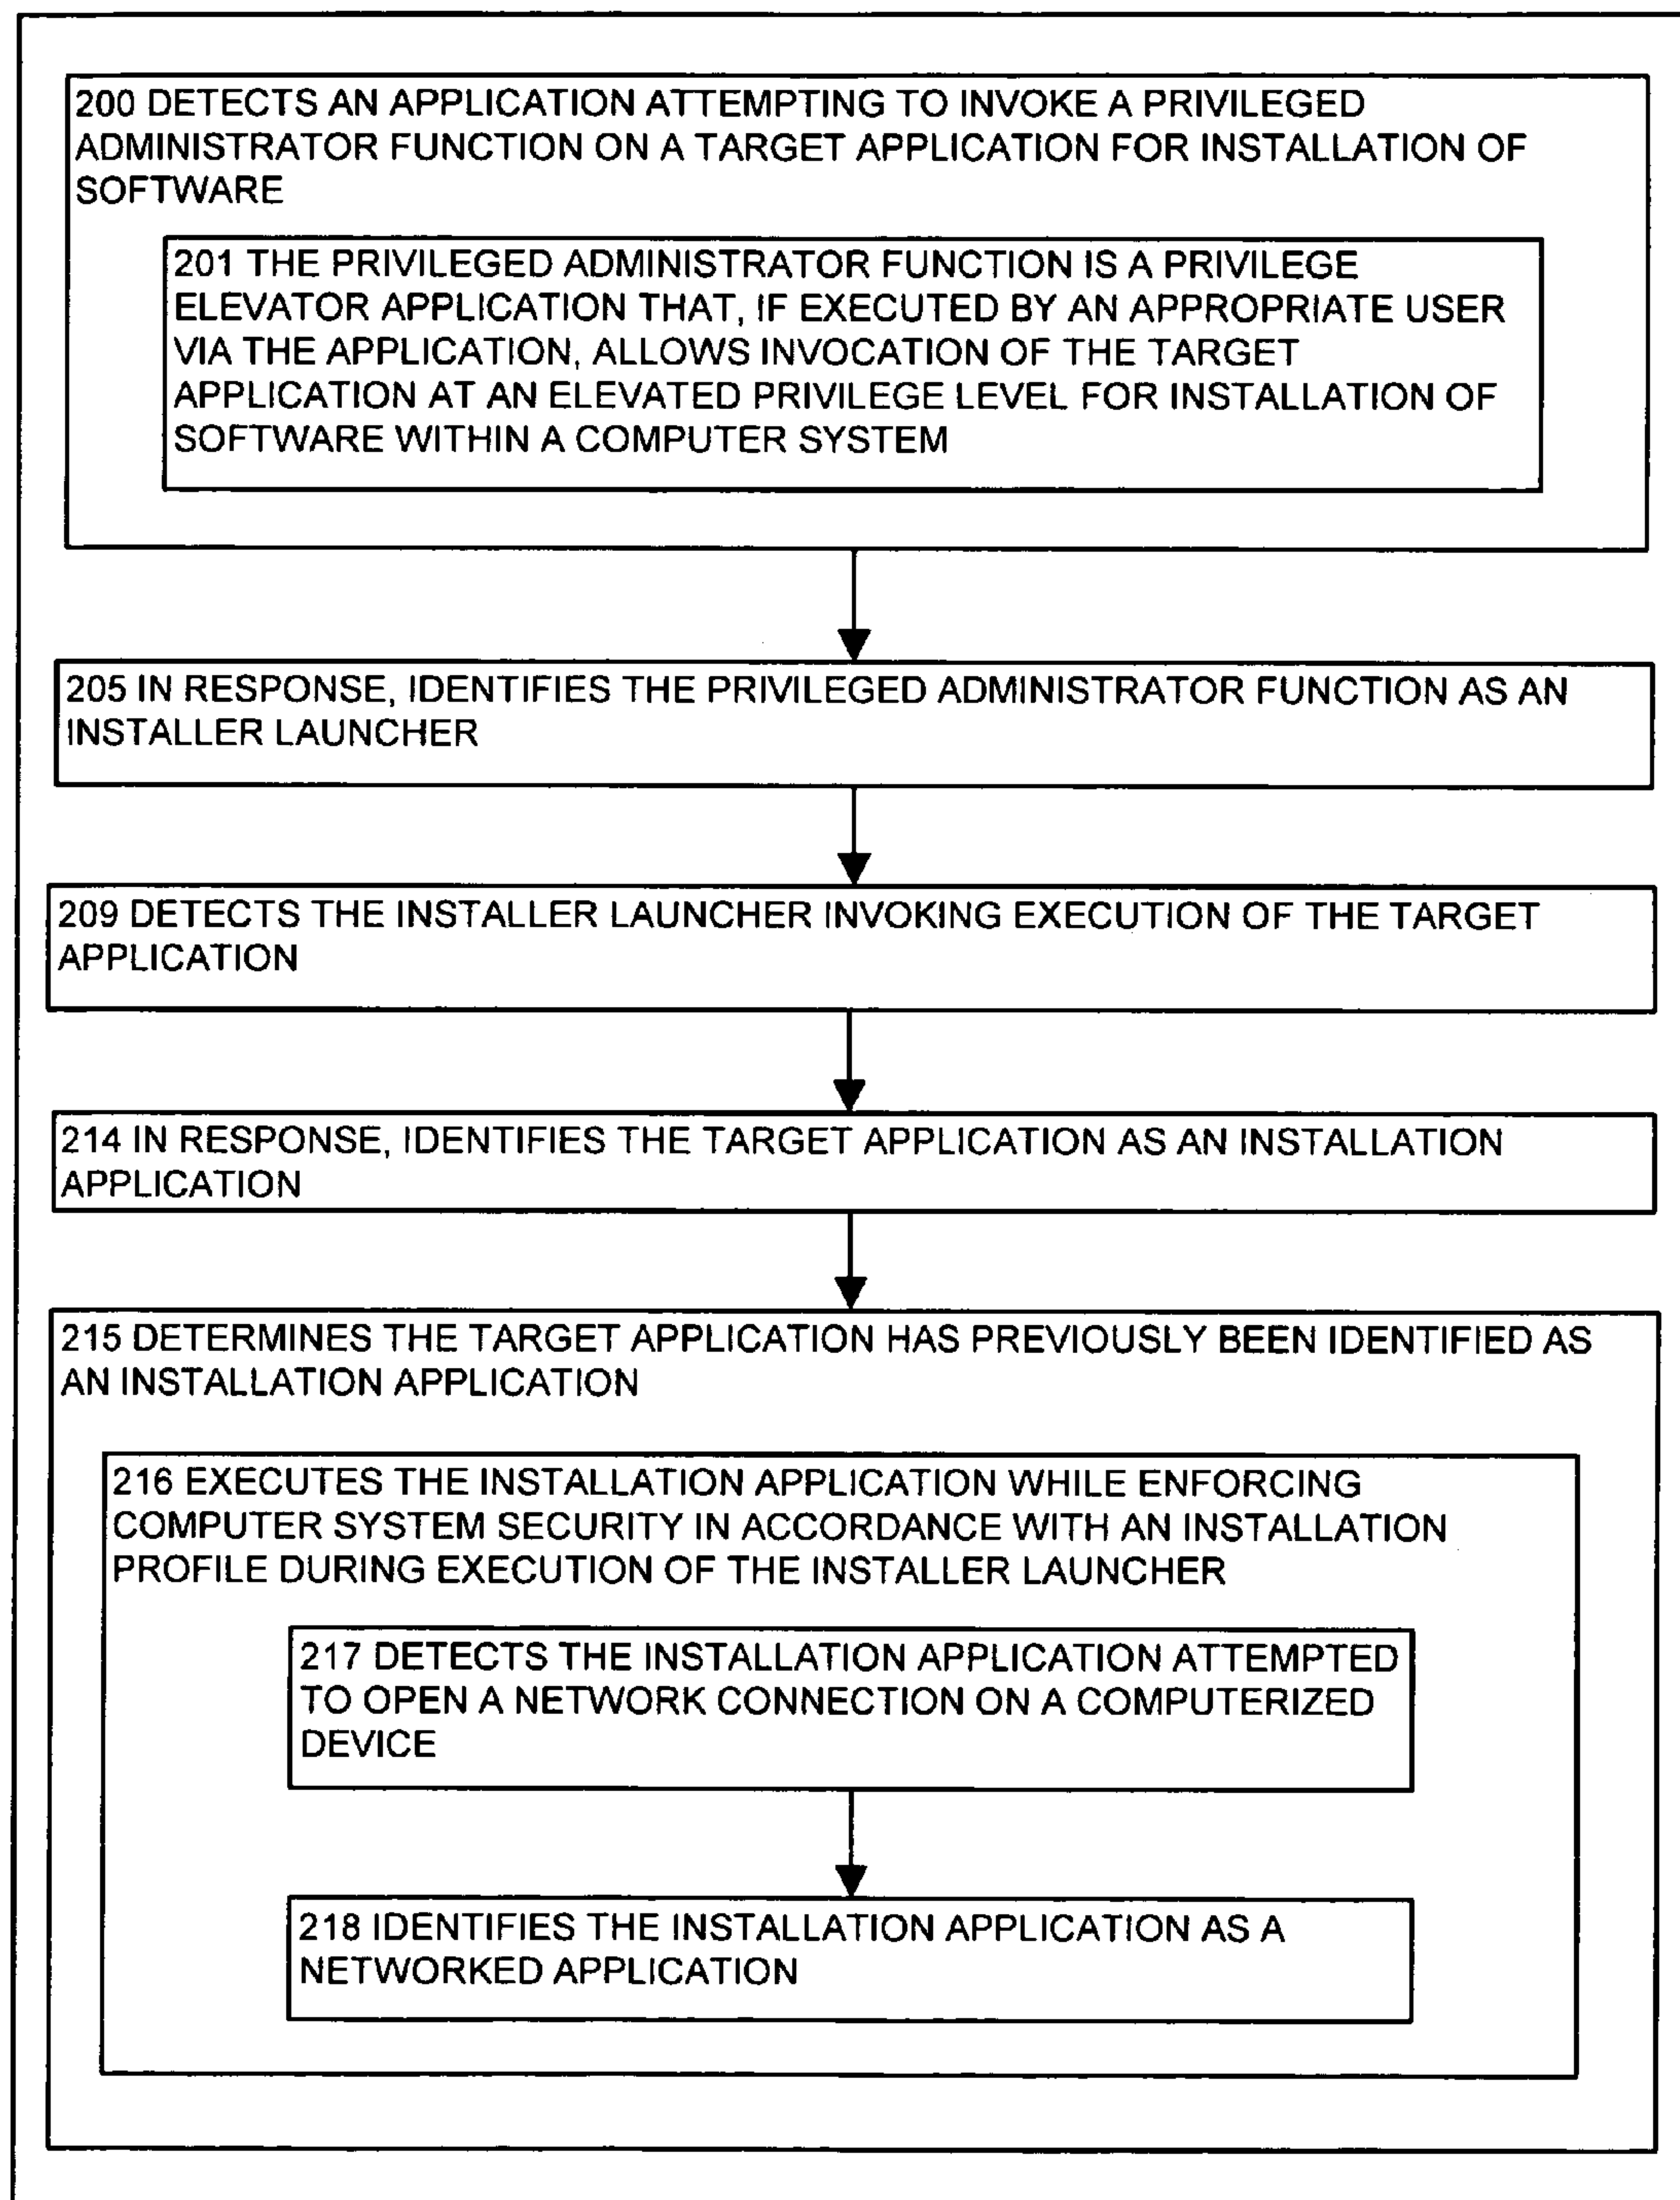 200 DETECTS AN APPLICATION ATTEMPTING TO INVOKE A PRIVILEGED
ADMINISTRATOR FUNCTION ON A TARGET APPLICATION FOR INSTALLATION OF
SOFTWARE
201 THE PRIVILEGED ADMINISTRATOR FUNCTION IS A PRIVILEGE
ELEVATOR APPLICATION THAT, IF EXECUTED BY AN APPROPRIATE USER
VIA THE APPLICATION, ALLOWS INVOCATION OF THE TARGET
APPLICATION AT AN ELEVATED PRIVILEGE LEVEL FOR INSTALLATION OF
SOFTWARE WITHIN A COMPUTER SYSTEM
205 IN RESPONSE, IDENTIFIES THE PRIVILEGED ADMINISTRATOR FUNCTION AS AN
INSTALLER LAUNCHER
209 DETECTS THE INSTALLER LAUNCHER INVOKING EXECUTION OF THE TARGET
APPLICATION
214 IN RESPONSE, IDENTIFIES THE TARGET APPLICATION AS AN INSTALLATION
APPLICATION
215 DETERMINES THE TARGET APPLICATION HAS PREVIOUSLY BEEN IDENTIFIED AS
AN INSTALLATION APPLICATION
216 EXECUTES THE INSTALLATION APPLICATION WHILE ENFORCING
COMPUTER SYSTEM SECURITY IN ACCORDANCE WITH AN INSTALLATION
PROFILE DURING EXECUTION OF THE INSTALLER LAUNCHER
217 DETECTS THE INSTALLATION APPLICATION ATTEMPTED
TO OPEN A NETWORK CONNECTION ON A COMPUTERIZED
DEVICE
218 IDENTIFIES THE INSTALLATION APPLICATION AS A
NETWORKED APPLICATION